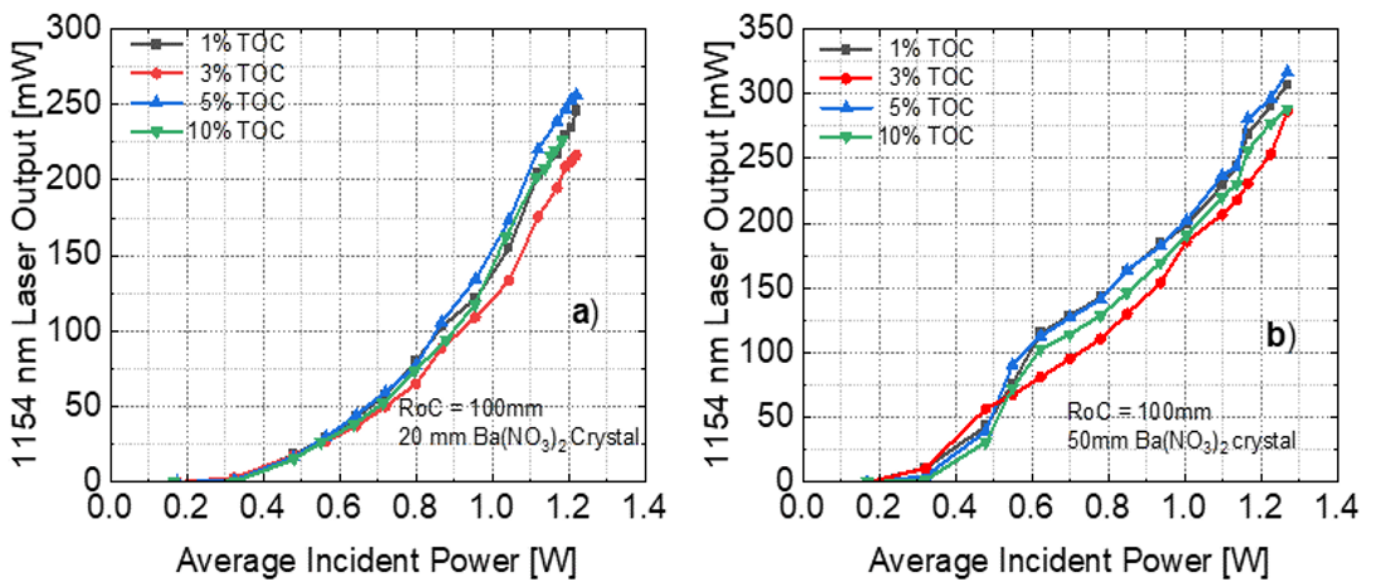 300
250
200
150
100
50
0
1154 nm Laser Output [mW]
1% TOC
3% TOC
5% TOC
10% TOC
a)
RoC = 100mm
20 mm Ba(NO₃)₂ Crystal
0.0 0.2 0.4 0.6 0.8 1.0 1.2 1.4
Average Incident Power [W]
350
300
250
200
150
100
50
0
1154 nm Laser Output [mW]
1% TOC
3% TOC
5% TOC
10% TOC
b)
RoC = 100mm
50mm Ba(NO₃)₂ crystal
0.0 0.2 0.4 0.6 0.8 1.0 1.2 1.4
Average Incident Power [W]